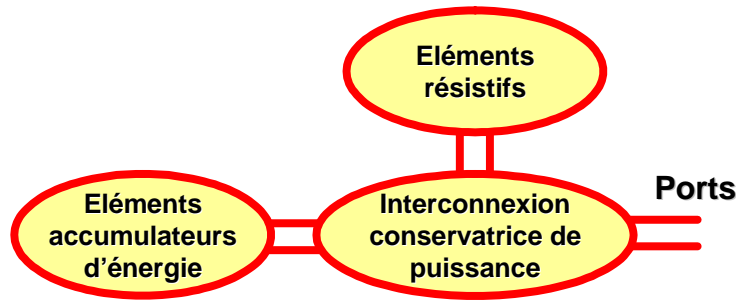 Eléments
résistifs
Ports
Eléments
accumulateurs
d'énergie
Interconnexion
conservatrice de
puissance